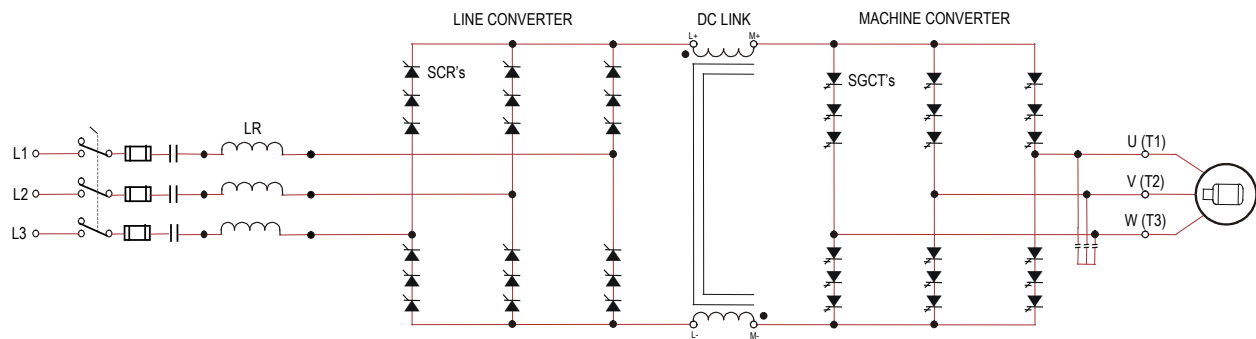 LINE CONVERTER
DC LINK
MACHINE CONVERTER
L+
M+
SCR's
SGCT's
LR
L1
U (T1)
L2
V (T2)
L3
W (T3)
L-
M-